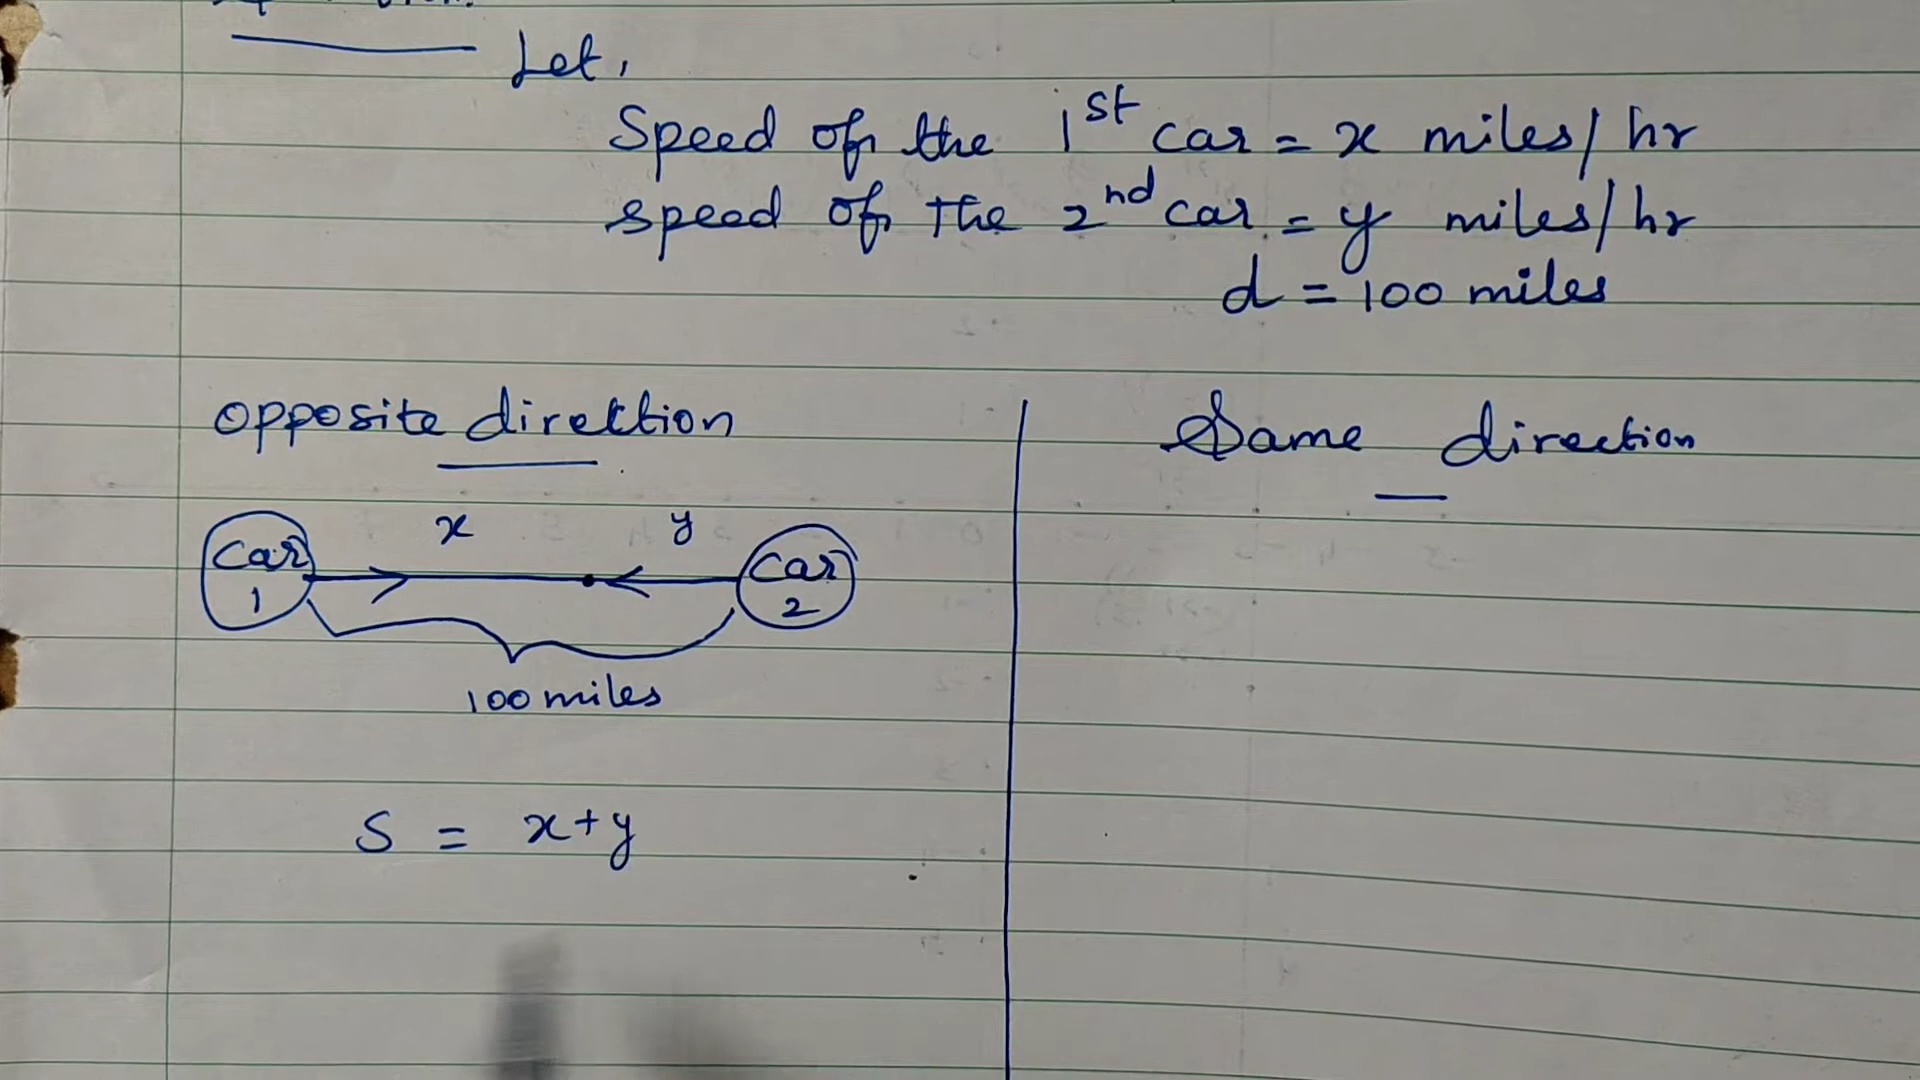 Let,
Speed of the 1st car = x miles/hr
speed of the 2nd car = y miles/hr
d = 100 miles
opposite direction
Same direction
x y
Car 1
Car 2
100 miles
S = x+y